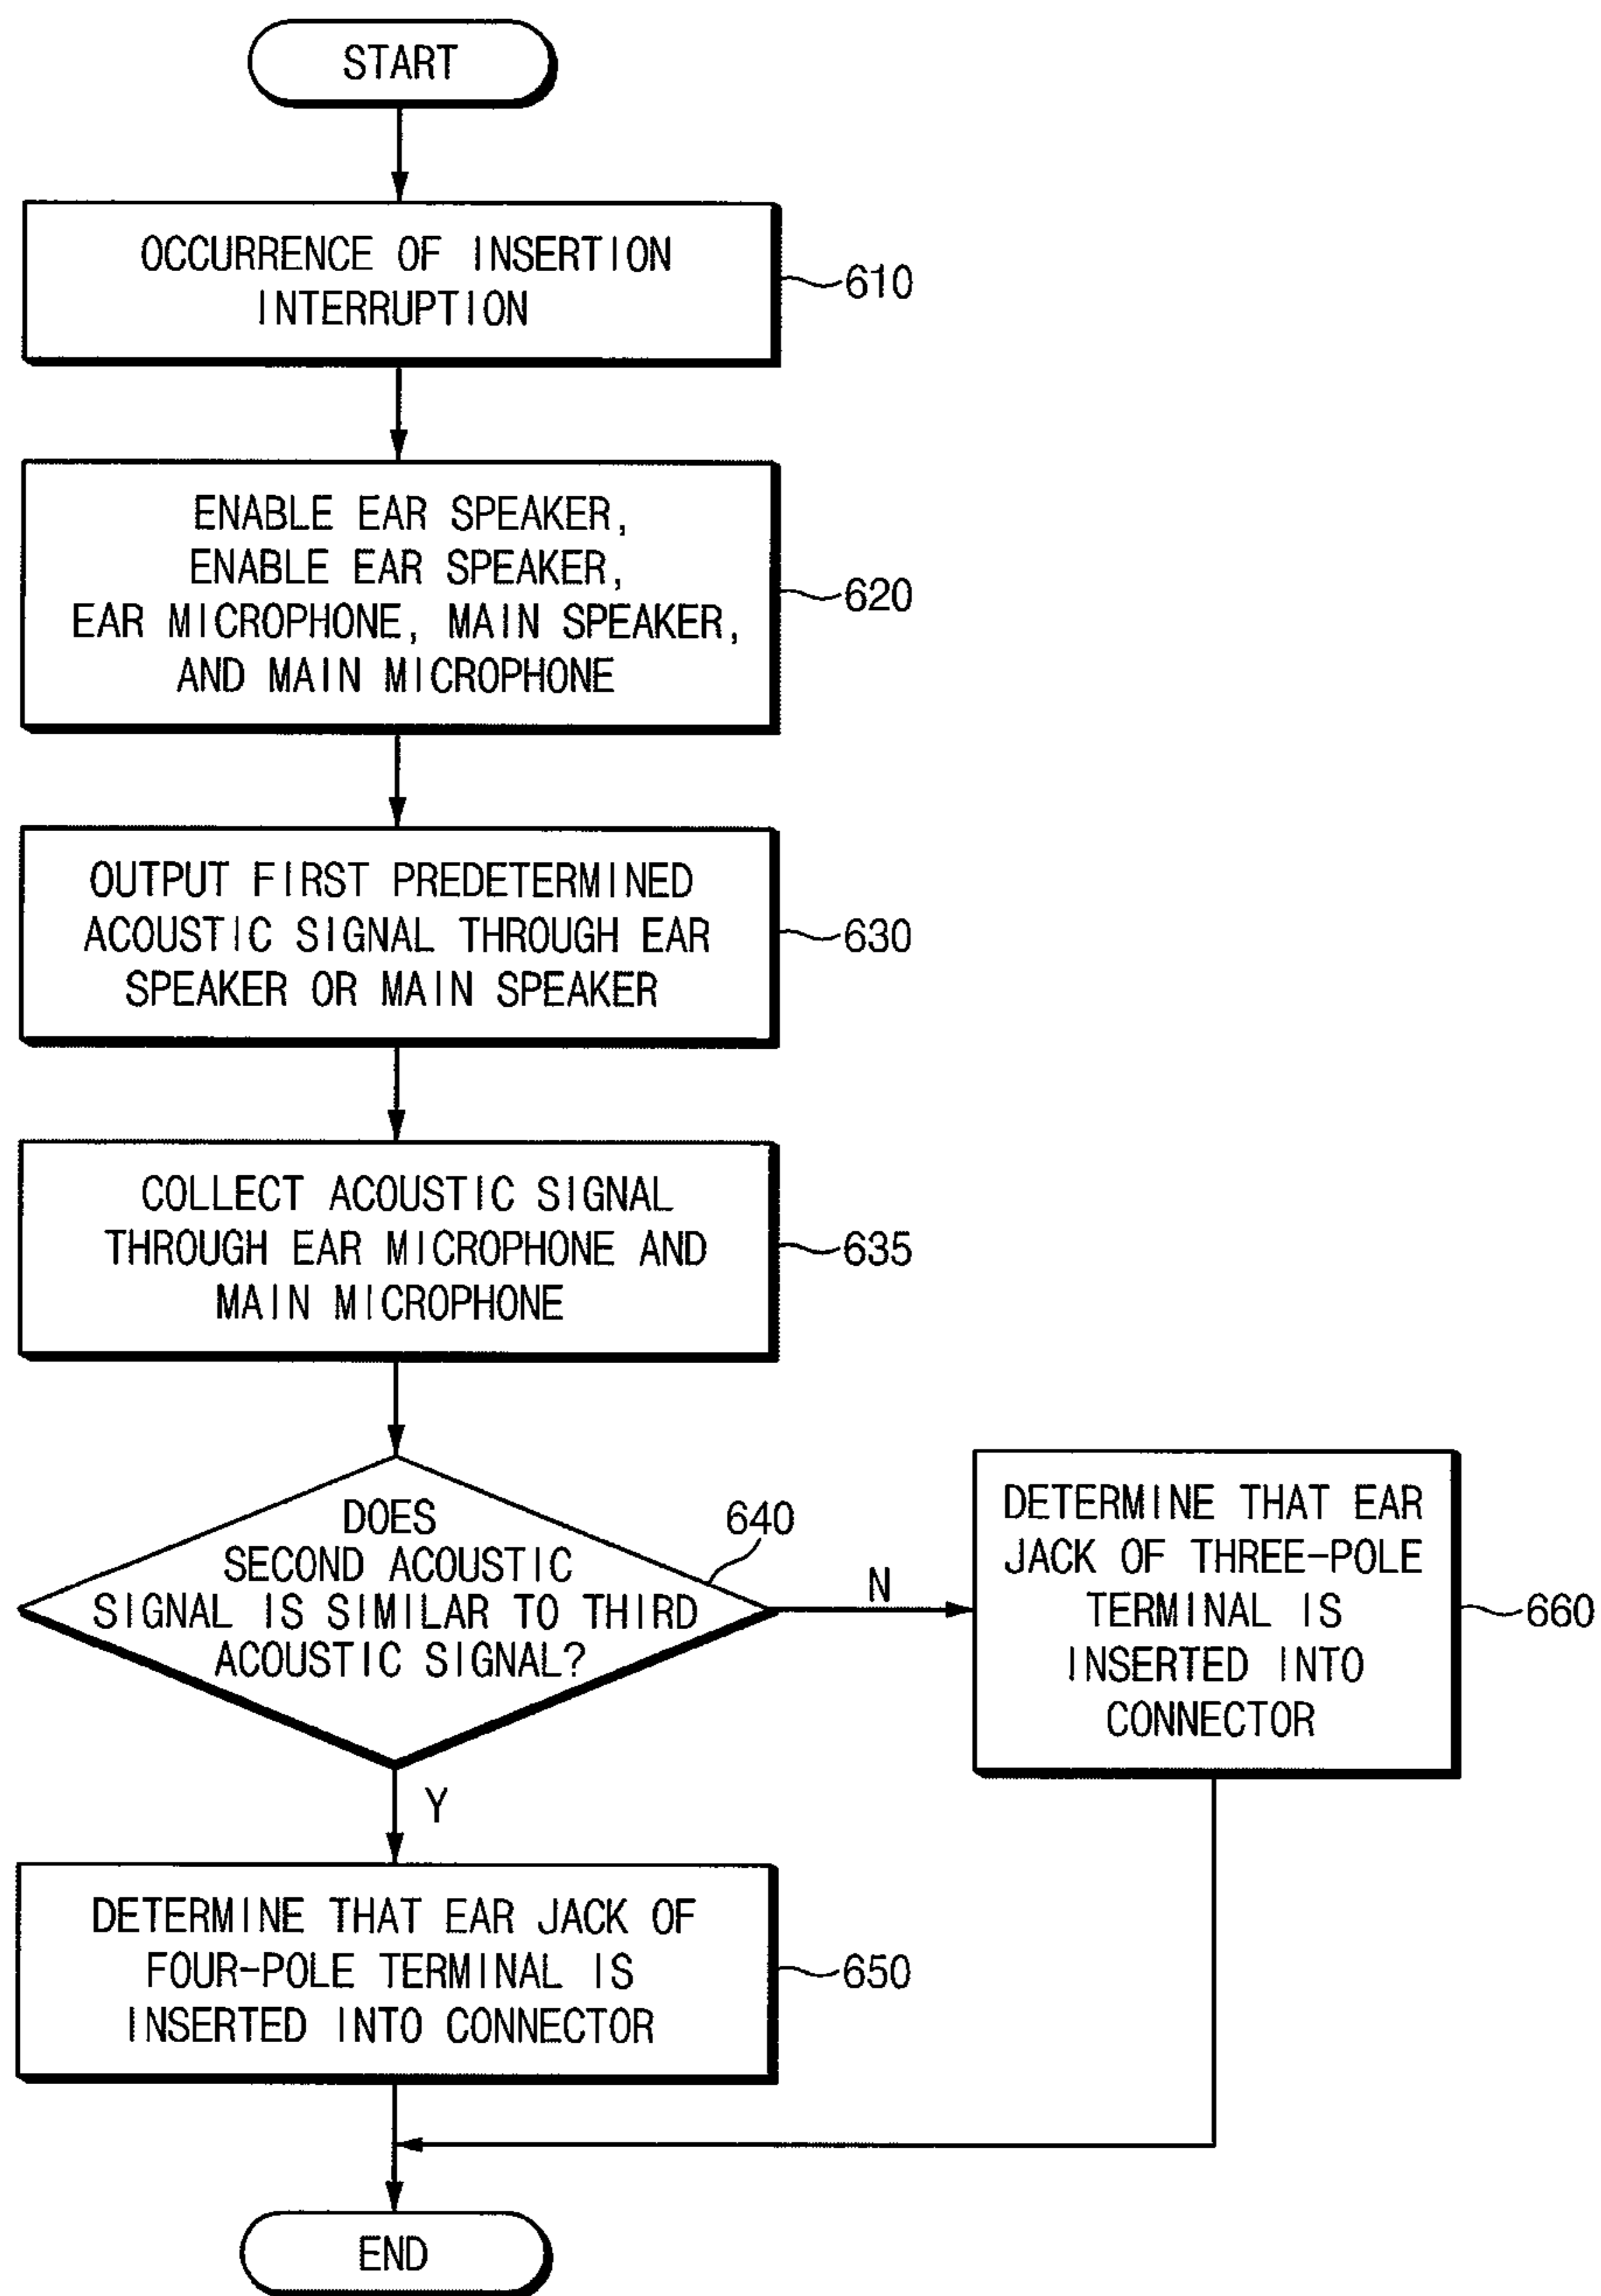 START
OCCURRENCE OF INSERTION
INTERRUPTION
610
ENABLE EAR SPEAKER,
ENABLE EAR SPEAKER,
EAR MICROPHONE, MAIN SPEAKER,
AND MAIN MICROPHONE
620
OUTPUT FIRST PREDETERMINED
ACOUSTIC SIGNAL THROUGH EAR
SPEAKER OR MAIN SPEAKER
630
COLLECT ACOUSTIC SIGNAL
THROUGH EAR MICROPHONE AND
MAIN MICROPHONE
635
DOES
SECOND ACOUSTIC
SIGNAL IS SIMILAR TO THIRD
ACOUSTIC SIGNAL?
640
N
DETERMINE THAT EAR
JACK OF THREE-POLE
TERMINAL IS
INSERTED INTO
CONNECTOR
660
Y
DETERMINE THAT EAR JACK OF
FOUR-POLE TERMINAL IS
INSERTED INTO CONNECTOR
650
END